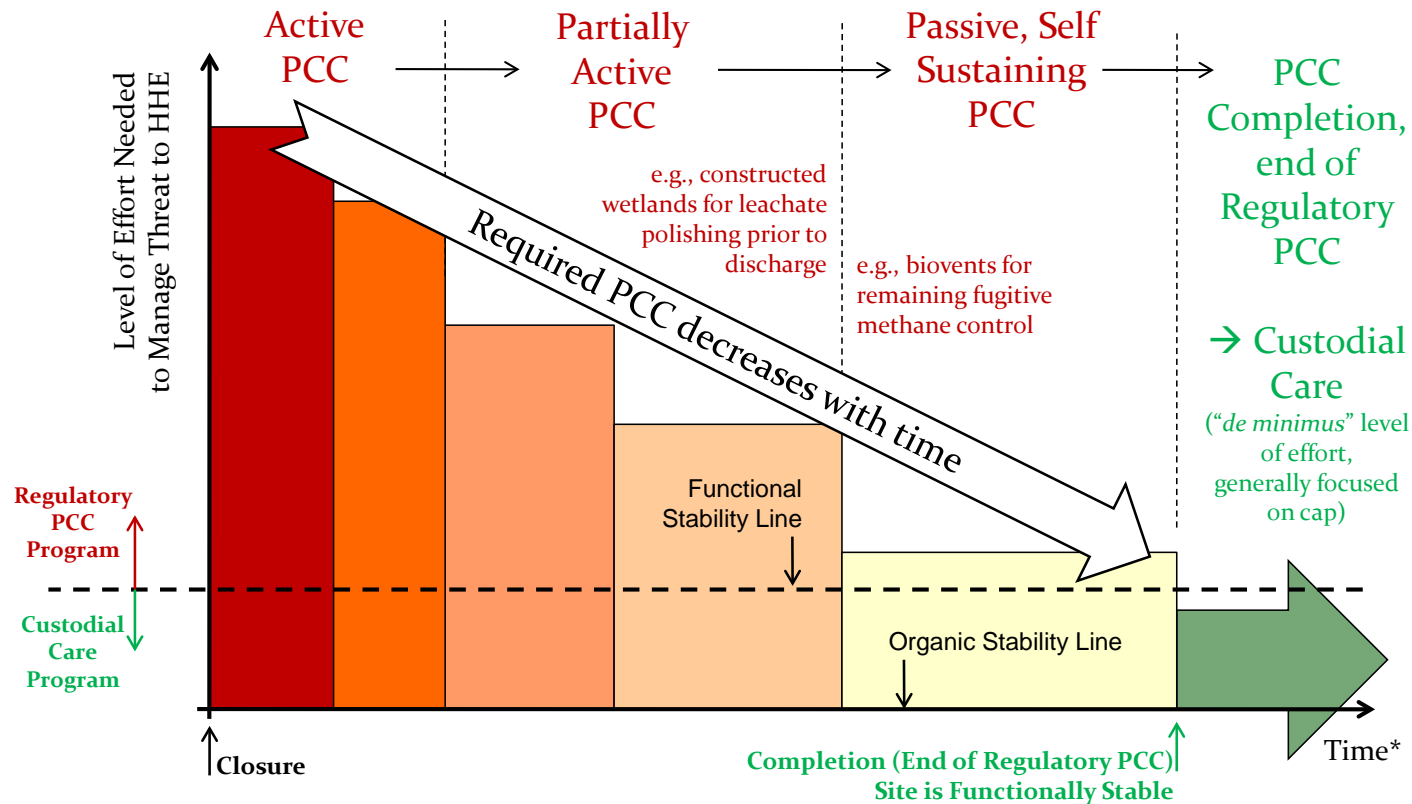 Active
PCC
Partially
Active
PCC
Passive, Self
Sustaining
PCC
PCC
Completion,
end of
Regulatory
PCC
→ Custodial
Care
(“de minimus” level
of effort,
generally focused
on cap)
Level of Effort Needed
to Manage Threat to HHE
e.g., constructed
wetlands for leachate
polishing prior to
discharge
e.g., biovents for
remaining fugitive
methane control
Required PCC decreases with time
Functional
Stability Line
Regulatory
PCC
Program
Custodial
Care
Program
Organic Stability Line
Closure
Completion (End of Regulatory PCC)
Site is Functionally Stable
Time*